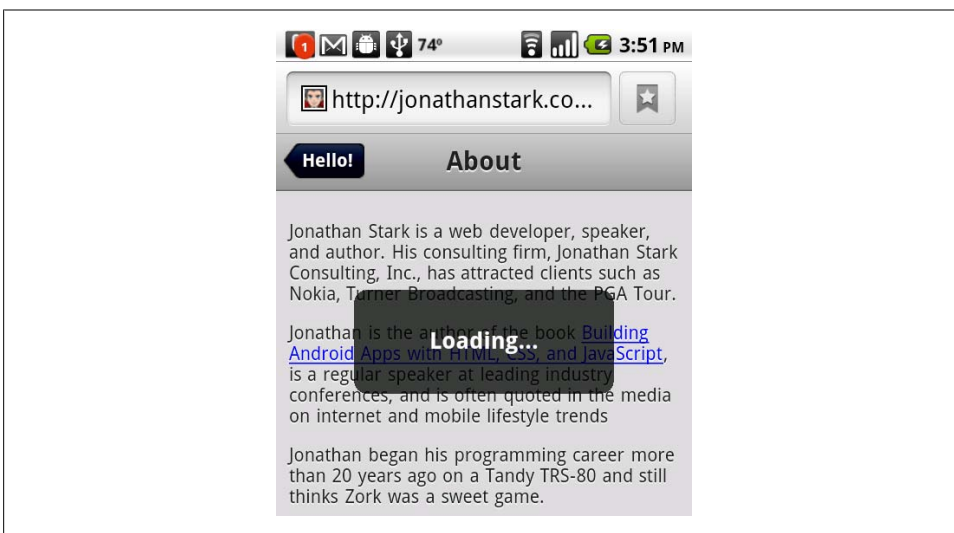 1 74° 3:51 PM
http://jonathanstark.co...
Hello! About
Jonathan Stark is a web developer, speaker,
and author. His consulting firm, Jonathan Stark
Consulting, Inc., has attracted clients such as
Nokia, Turner Broadcasting, and the PGA Tour.
Jonathan is the author of the book Building
Loading...
Android Apps with HTML, CSS, and JavaScript,
is a regular speaker at leading industry
conferences, and is often quoted in the media
on internet and mobile lifestyle trends
Jonathan began his programming career more
than 20 years ago on a Tandy TRS-80 and still
thinks Zork was a sweet game.